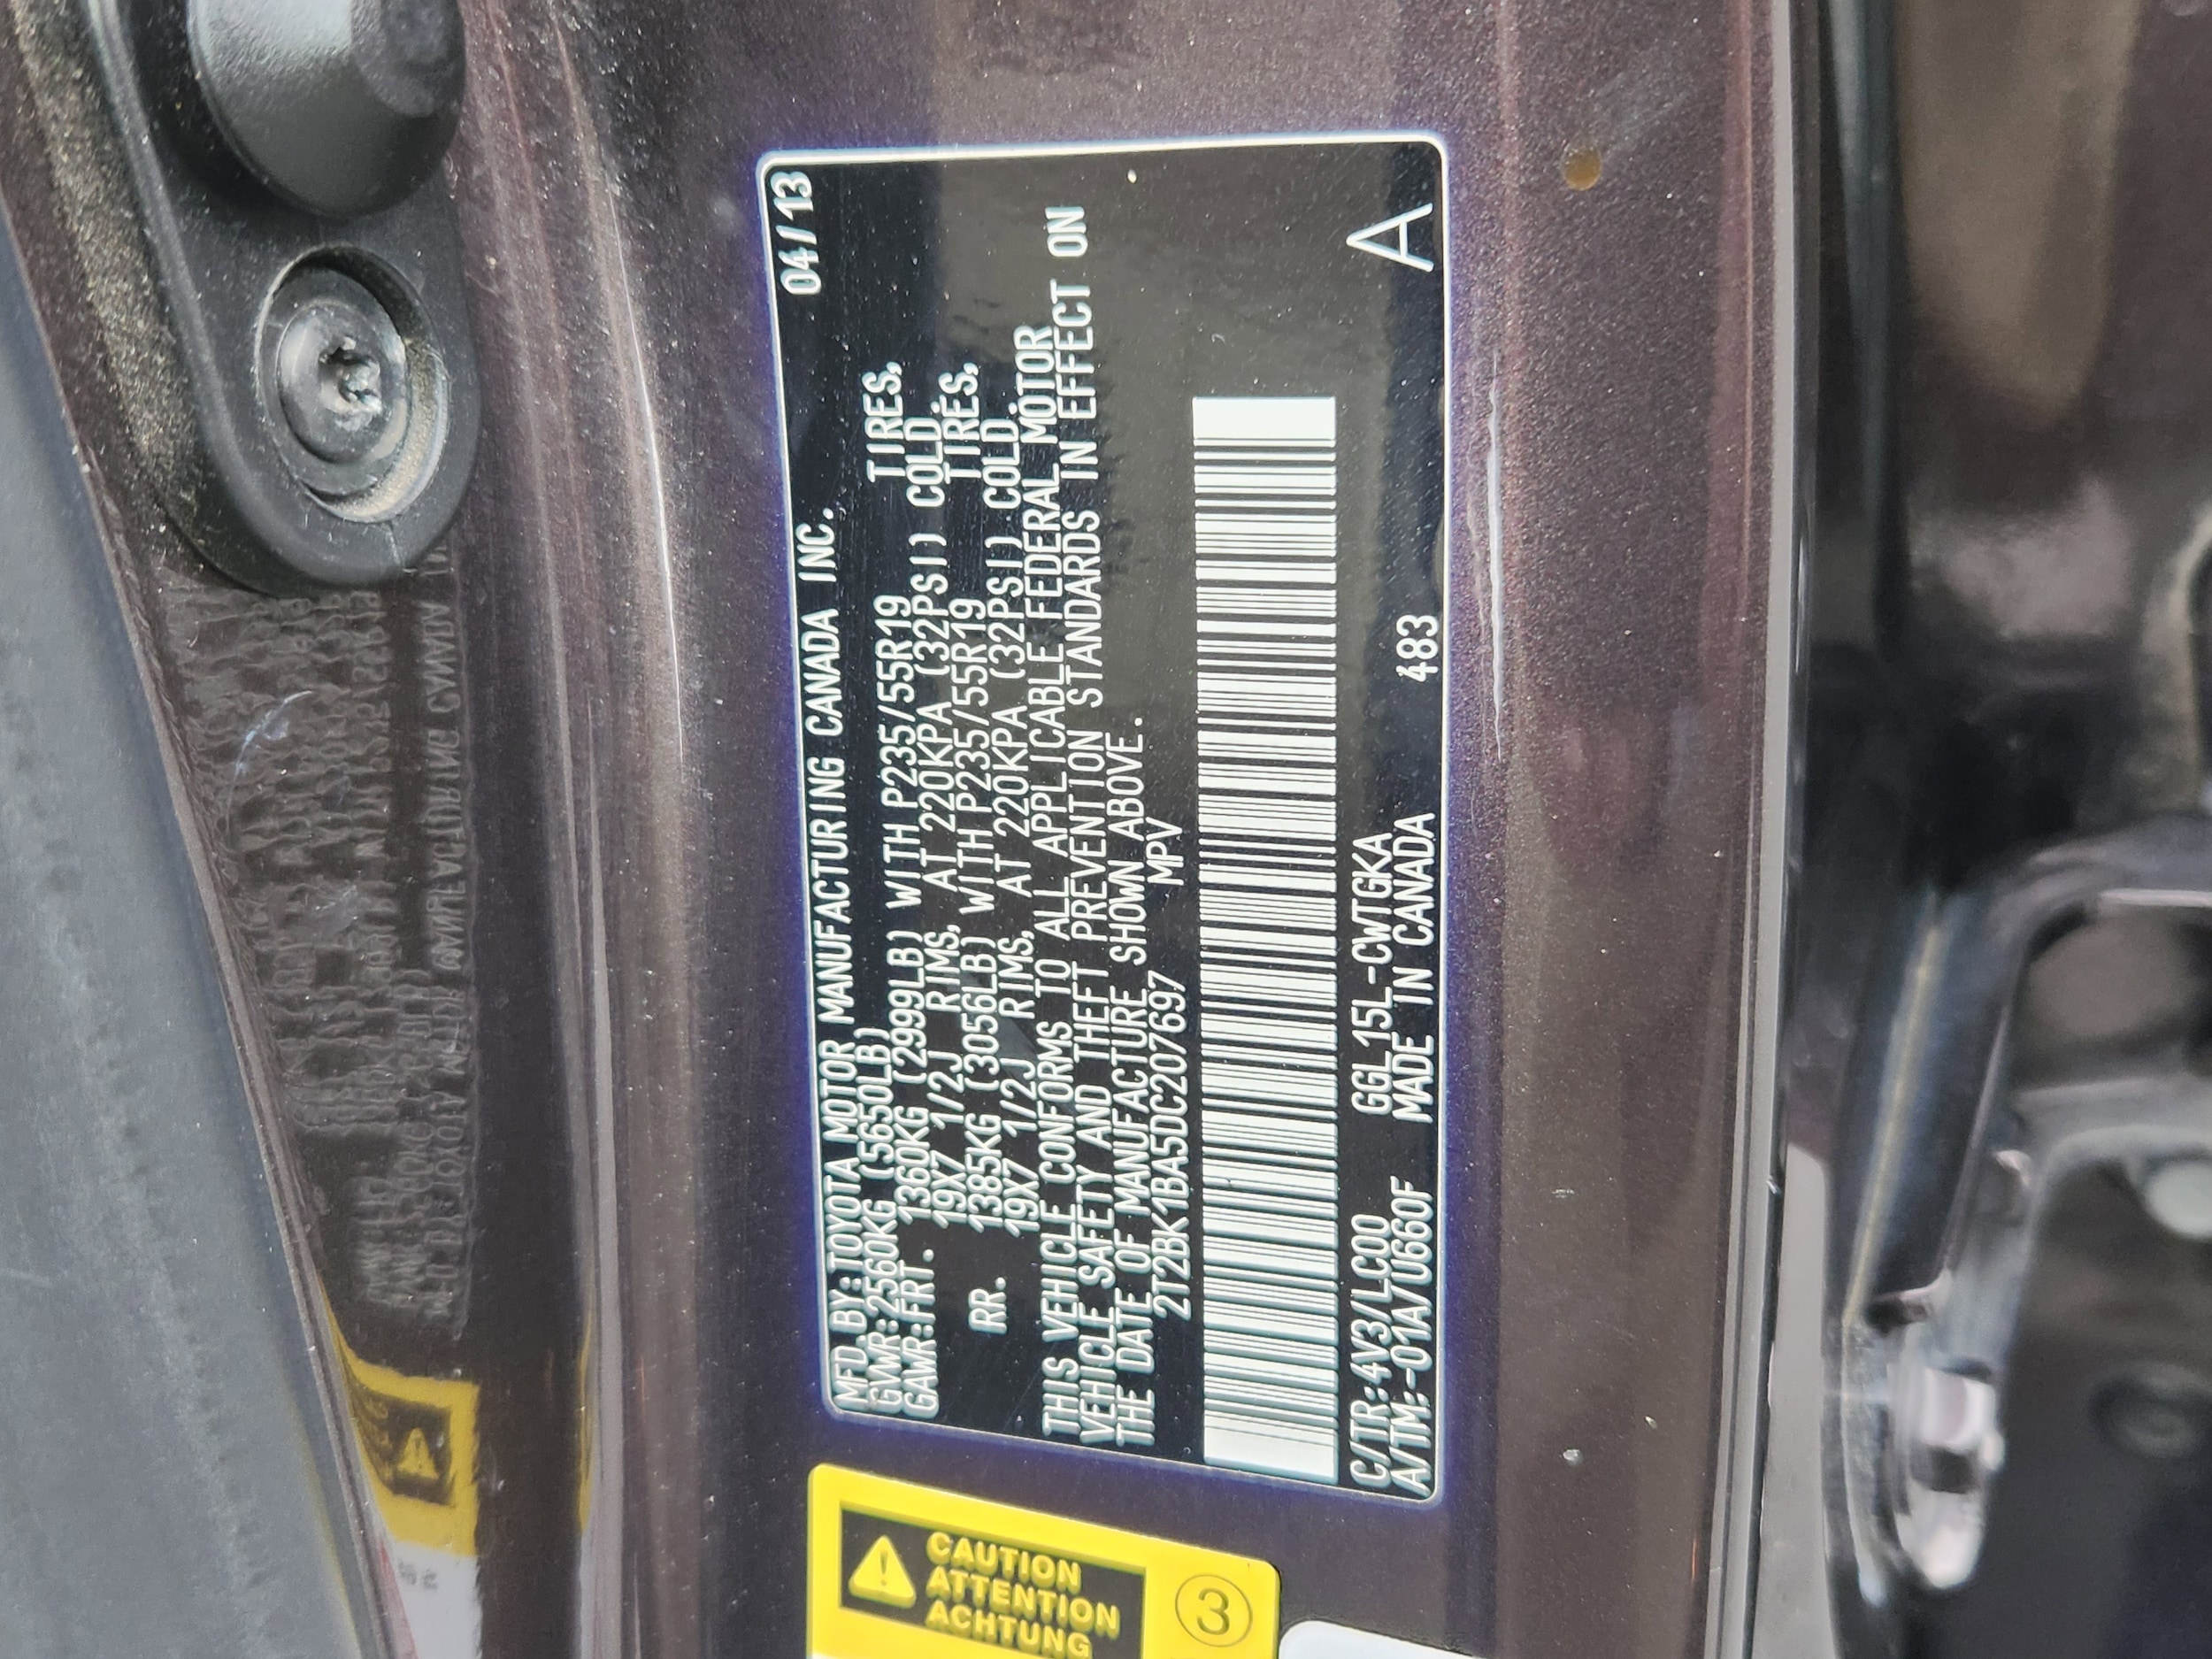 MFD.BY:TOYOTA MOTOR MANUFACTURING CANADA INC. 04/13
GVWR:2560KG (5650LB)
GAWR:FRT. 1360KG (2999LB) WITH P235/55R19 TIRES,
19X7 1/2J RIMS, AT 220KPA (32PSI) COLD.
RR. 1385KG (3056LB) WITH P235/55R19 TIRES,
19X7 1/2J RIMS, AT 220KPA (32PSI) COLD.
THIS VEHICLE CONFORMS TO ALL APPLICABLE FEDERAL MOTOR
VEHICLE SAFETY AND THEFT PREVENTION STANDARDS IN EFFECT ON
THE DATE OF MANUFACTURE SHOWN ABOVE.
2T2BK1BA5DC207697 MPV
C/TR:4V3/LC00 GGL15L-CWTGKA
A/TM:-01A/U660F MADE IN CANADA 483 A
CAUTION
ATTENTION
ACHTUNG
3